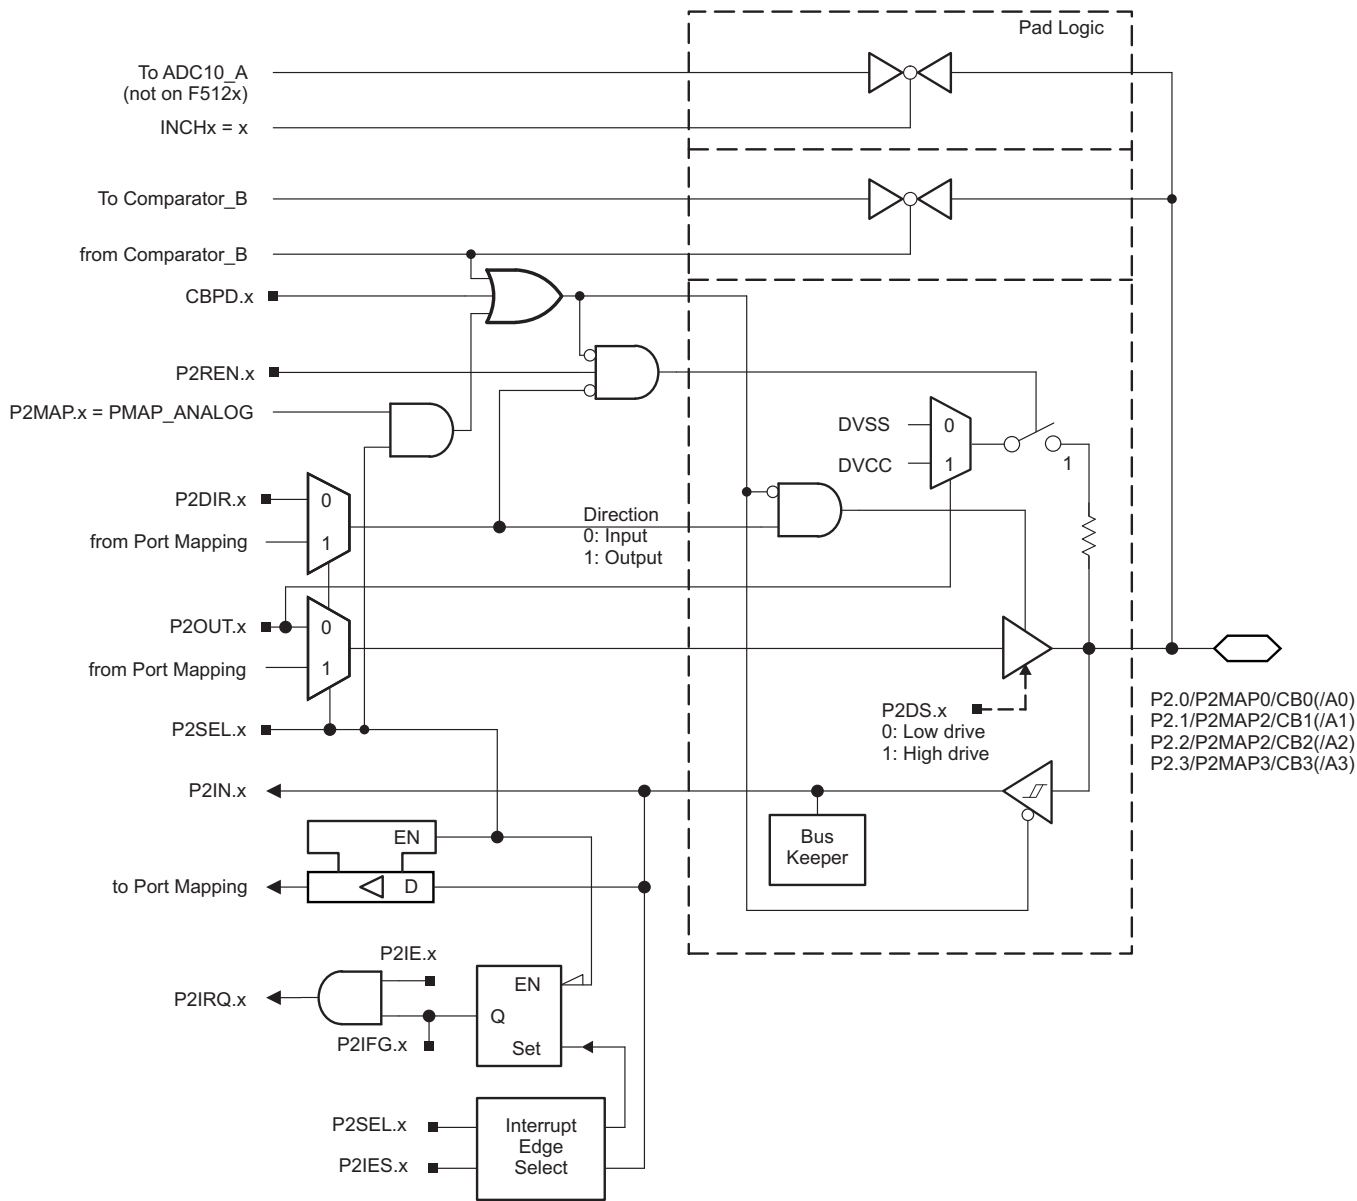 Pad Logic
To ADC10_A
(not on F512x)
INCHx = x
To Comparator_B
from Comparator_B
CBPD.x
P2REN.x
P2MAP.x = PMAP_ANALOG
DVSS
0
DVCC
1
1
P2DIR.x
0
from Port Mapping
1
Direction
0: Input
1: Output
P2OUT.x
0
from Port Mapping
1
P2SEL.x
P2DS.x
0: Low drive
1: High drive
P2.0/P2MAP0/CB0(/A0)
P2.1/P2MAP2/CB1(/A1)
P2.2/P2MAP2/CB2(/A2)
P2.3/P2MAP3/CB3(/A3)
P2IN.x
Bus
Keeper
EN
to Port Mapping
D
P2IE.x
P2IRQ.x
EN
Q
Set
P2IFG.x
P2SEL.x
P2IES.x
Interrupt
Edge
Select